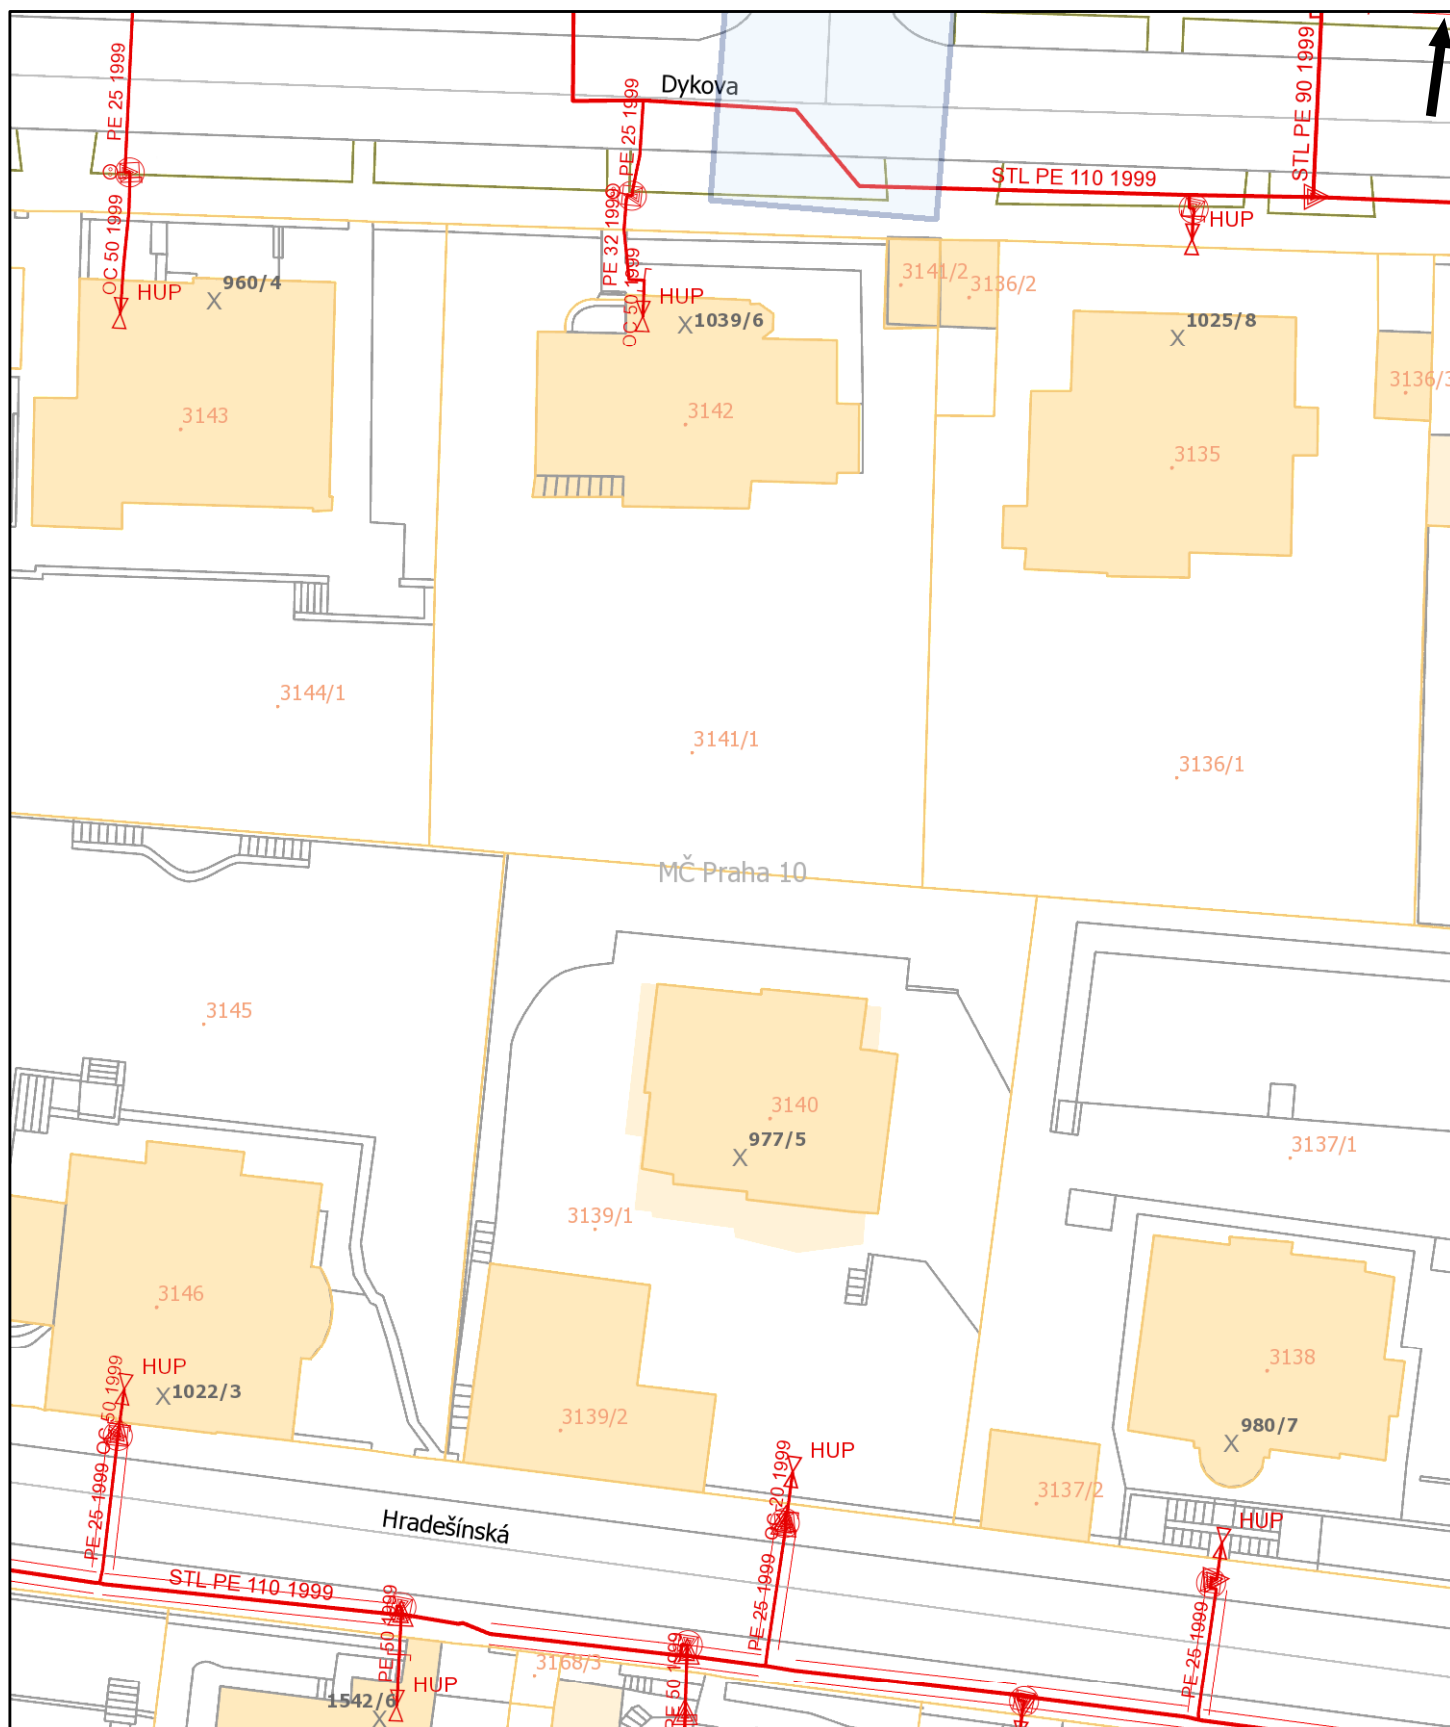 PE 25 1999
Dykova
PE 25 1999
STL PE 90 1999
STL PE 110 1999
OC 50 1999
PE 32 1999
HUP
HUP
960/4
OC 50 1999
HUP
1039/6
3141/2
3136/2
1025/8
3143
3142
3136/3
3135
3144/1
3141/1
3136/1
MČ Praha 10
3145
3140
977/5
3137/1
3139/1
3146
HUP
1022/3
OC 50 1999
3138
3139/2
980/7
HUP
OC 20 1999
3137/2
PE 25 1999
Hradešínská
HUP
STL PE 110 1999
PE 50 1999
PE 25 1999
PE 25 1999
3168/3
HUP
1542/6
PE 50 1999